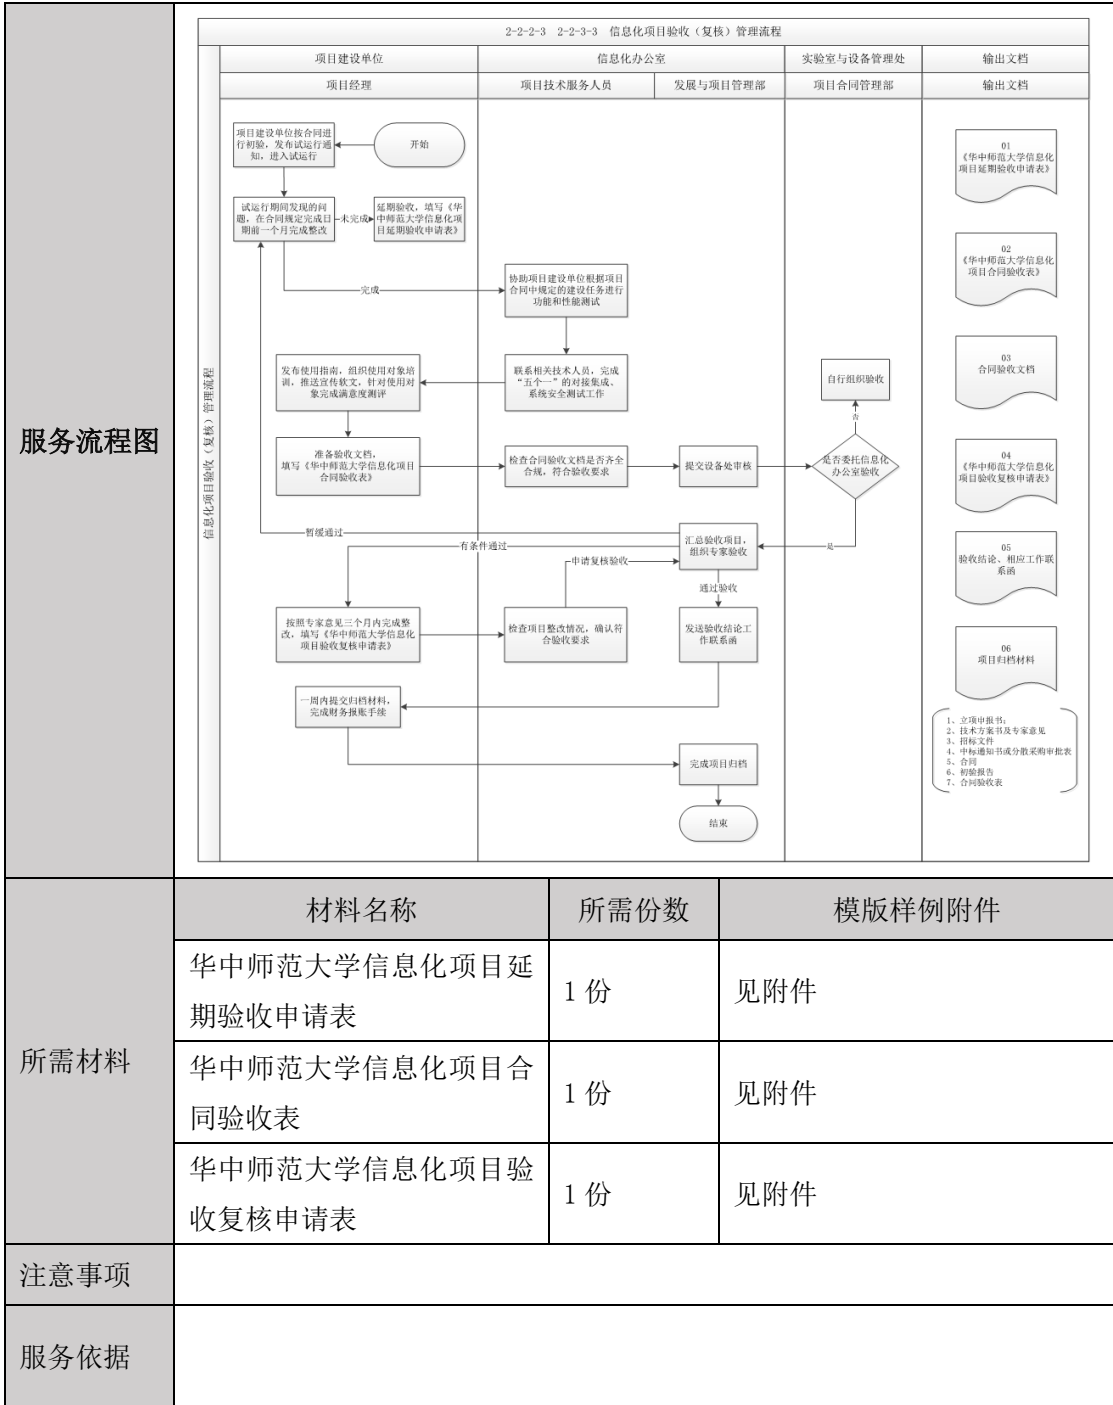 服务流程图
2-2-2-3 2-2-3-3 信息化项目验收（复核）管理流程
项目建设单位
信息化办公室
实验室与设备管理处
输出文档
项目经理
项目技术服务人员
发展与项目管理部
项目合同管理部
输出文档
信息化项目验收（复核）管理流程
开始
项目建设单位按合同进
行初验，发布试运行通
知，进入试运行
试运行期间发现的问
题，在合同规定完成日
期前一个月完成整改
未完成
延期验收，填写《华
中师范大学信息化项
目延期验收申请表》
完成
协助项目建设单位根据项目
合同中规定的建设任务进行
功能和性能测试
联系相关技术人员，完成
“五个一”的对接集成、
系统安全测试工作
发布使用指南，组织使用对象培
训，推送宣传软文，针对使用对
象完成满意度测评
准备验收文档，
填写《华中师范大学信息化项目
合同验收表》
检查合同验收文档是否齐全
合规，符合验收要求
提交设备处审核
是否委托信息化
办公室验收
否
自行组织验收
是
汇总验收项目，
组织专家验收
暂缓通过
有条件通过
申请复核验收
通过验收
按照专家意见三个月内完成整
改，填写《华中师范大学信息化
项目验收复核申请表》
检查项目整改情况，确认符
合验收要求
发送验收结论工
作联系函
一周内提交归档材料，
完成财务报账手续
完成项目归档
结束
01
《华中师范大学信息化
项目延期验收申请表》
02
《华中师范大学信息化
项目合同验收表》
03
合同验收文档
04
《华中师范大学信息化
项目验收复核申请表》
05
验收结论、相应工作联
系函
06
项目归档材料
1、立项申报书；
2、技术方案书及专家意见
3、招标文件
4、中标通知书或分散采购审批表
5、合同
6、初验报告
7、合同验收表
所需材料
材料名称
所需份数
模版样例附件
华中师范大学信息化项目延
期验收申请表
1 份
见附件
华中师范大学信息化项目合
同验收表
1 份
见附件
华中师范大学信息化项目验
收复核申请表
1 份
见附件
注意事项
服务依据